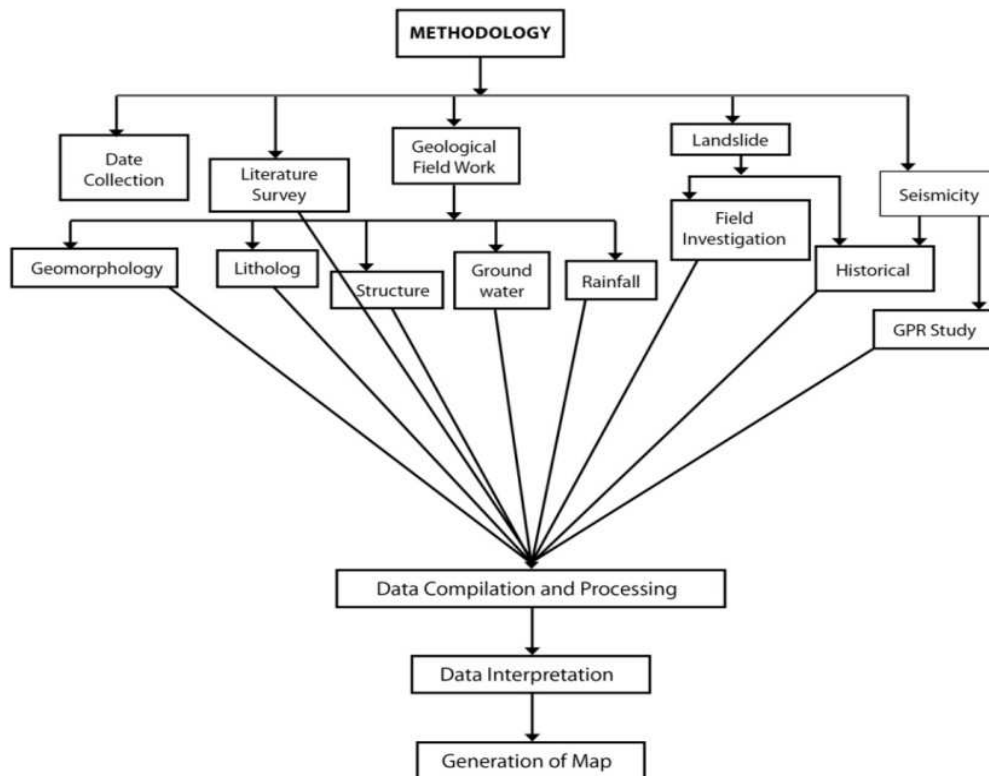 METHODOLOGY
Date
Collection
Literature
Survey
Geological
Field Work
Landslide
Seismicity
Geomorphology
Litholog
Structure
Ground
water
Rainfall
Field
Investigation
Historical
GPR Study
Data Compilation and Processing
Data Interpretation
Generation of Map